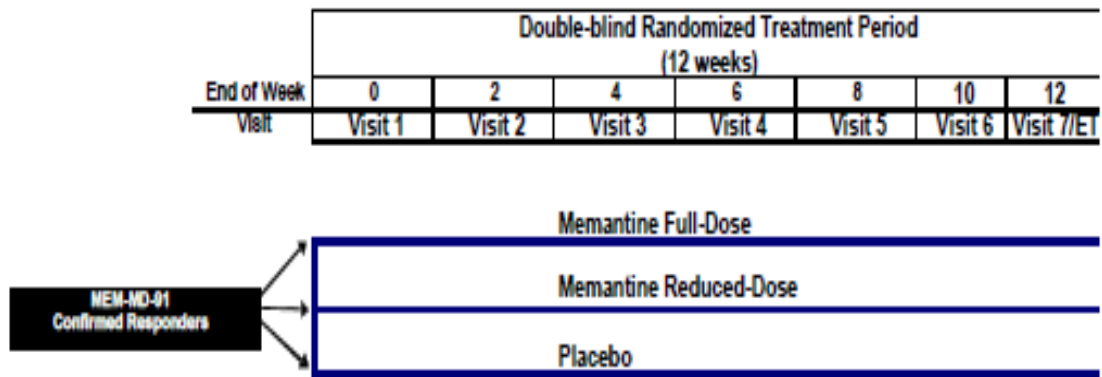 Double-blind Randomized Treatment Period
(12 weeks)
End of Week 0 2 4 6 8 10 12
Visit Visit 1 Visit 2 Visit 3 Visit 4 Visit 5 Visit 6 Visit 7/ET
Memantine Full-Dose
Memantine Reduced-Dose
MEM-MD-91
Confirmed Responders
Placebo